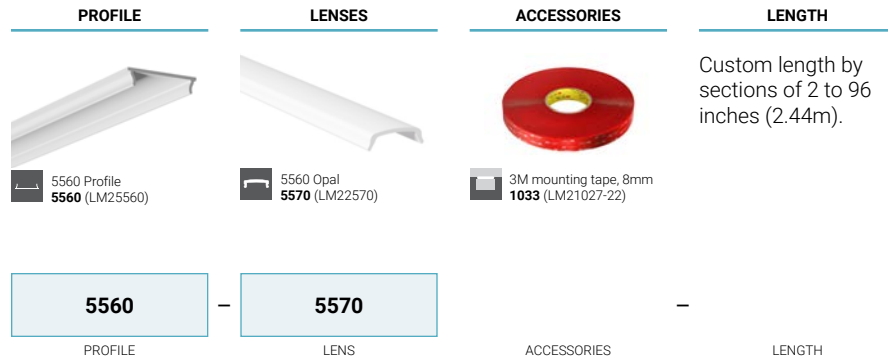 PROFILE
LENSES
ACCESSORIES
LENGTH
Custom length by
sections of 2 to 96
inches (2.44m).
5560 Profile
5560 (LM25560)
5560 Opal
5570 (LM22570)
3M mounting tape, 8mm
1033 (LM21027-22)
5560 – 5570 –
PROFILE
LENS
ACCESSORIES
LENGTH